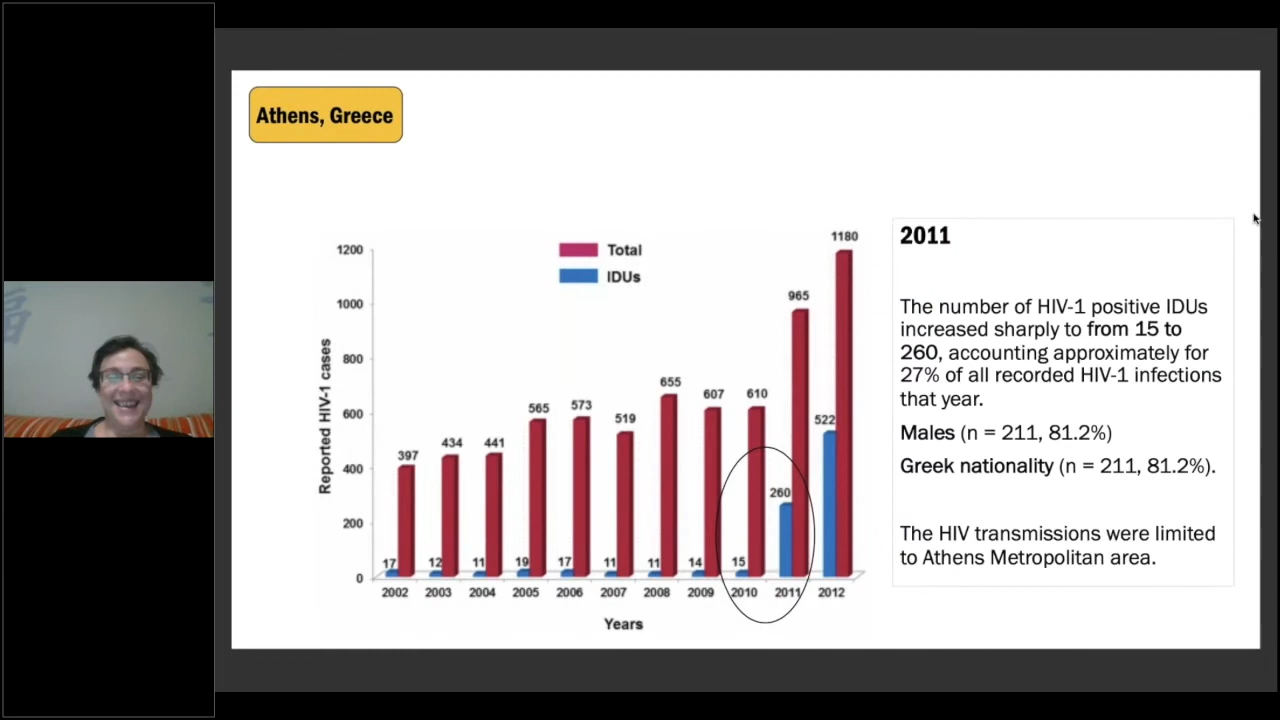 Athens, Greece
1200
1000
800
600
400
200
0
Reported HIV-1 cases
Total
IDUs
17
397
12
434
11
441
19
565
17
573
11
519
11
655
14
607
15
610
260
965
522
1180
2002
2003
2004
2005
2006
2007
2008
2009
2010
2011
2012
Years
2011
The number of HIV-1 positive IDUs
increased sharply to from 15 to
260, accounting approximately for
27% of all recorded HIV-1 infections
that year.
Males (n = 211, 81.2%)
Greek nationality (n = 211, 81.2%).
The HIV transmissions were limited
to Athens Metropolitan area.
福